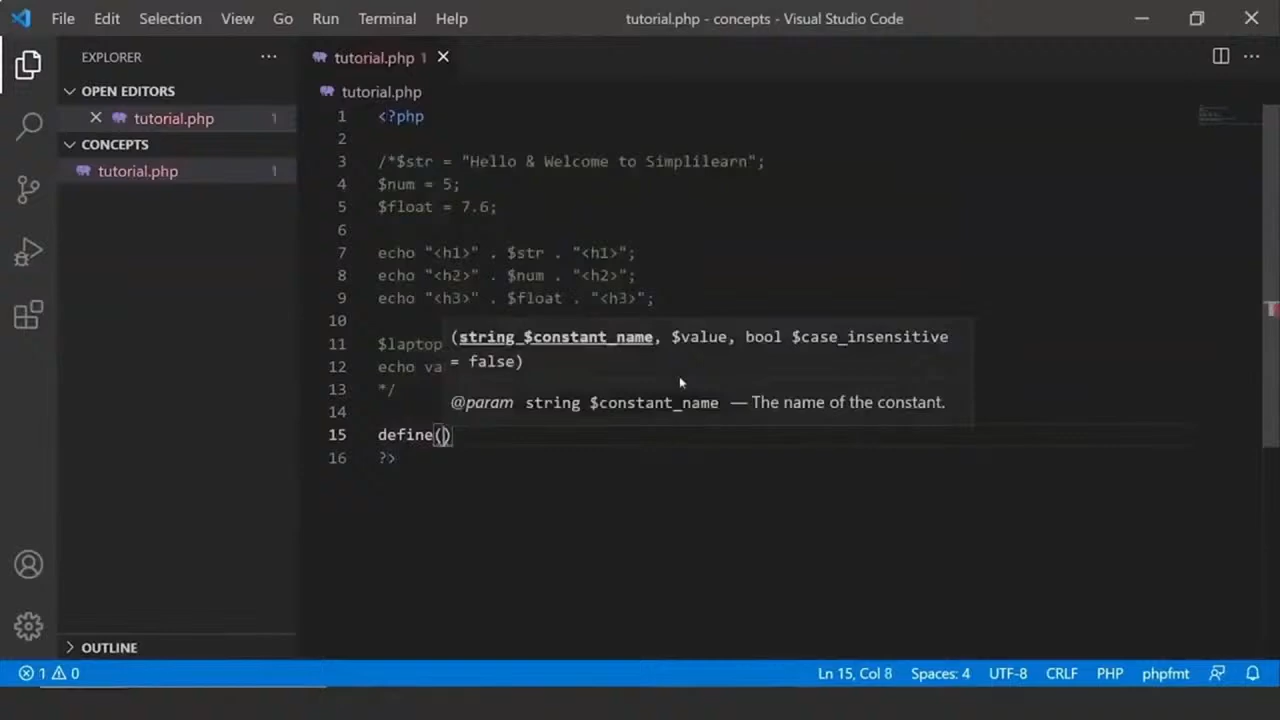 File Edit Selection View Go Run Terminal Help tutorial.php - concepts - Visual Studio Code
EXPLORER ···
tutorial.php 1
OPEN EDITORS
tutorial.php 1
CONCEPTS
tutorial.php 1
tutorial.php
1 <?php
2
3 /*$str = "Hello & Welcome to Simplilearn";
4 $num = 5;
5 $float = 7.6;
6
7 echo "<h1>" . $str . "<h1>";
8 echo "<h2>" . $num . "<h2>";
9 echo "<h3>" . $float . "<h3>";
10
(string $constant_name, $value, bool $case_insensitive
11 $laptop
= false)
12 echo va
13 */
@param string $constant_name — The name of the constant.
14
15 define()
16 ?>
OUTLINE
1 0 Ln 15, Col 8 Spaces: 4 UTF-8 CRLF PHP phpfmt